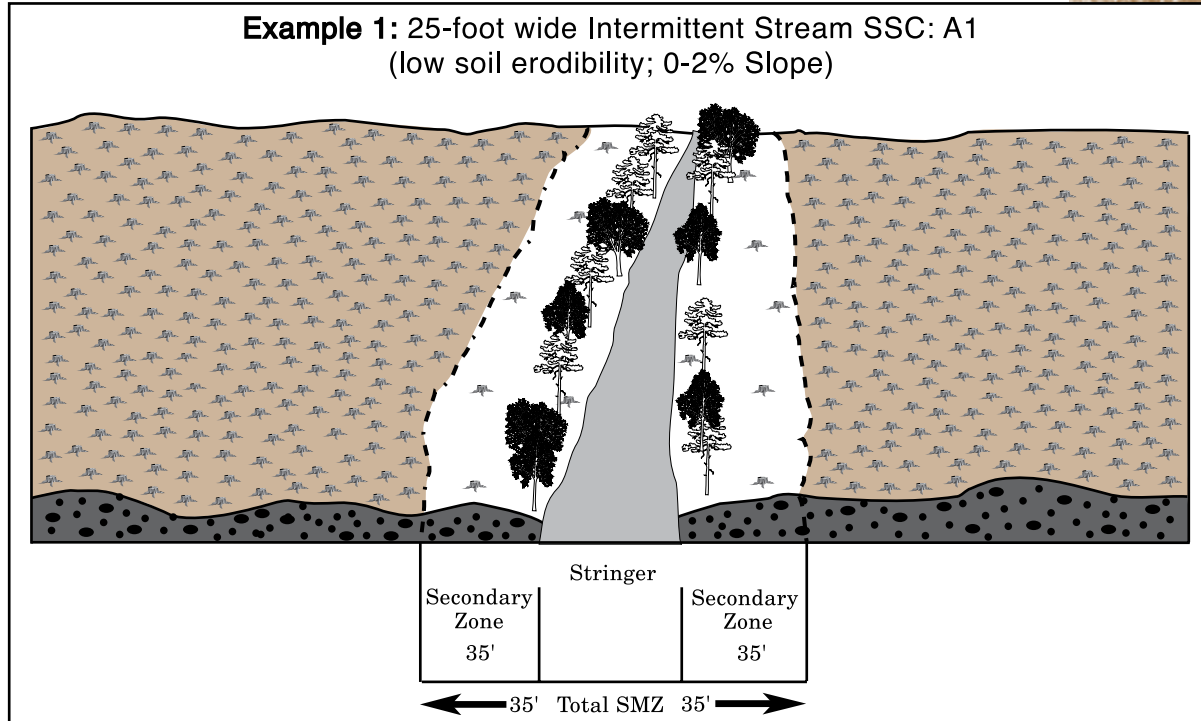 Example 1: 25-foot wide Intermittent Stream SSC: A1
(low soil erodibility; 0-2% Slope)
Stringer
Secondary Zone 35'
Secondary Zone 35'
35' Total SMZ 35'